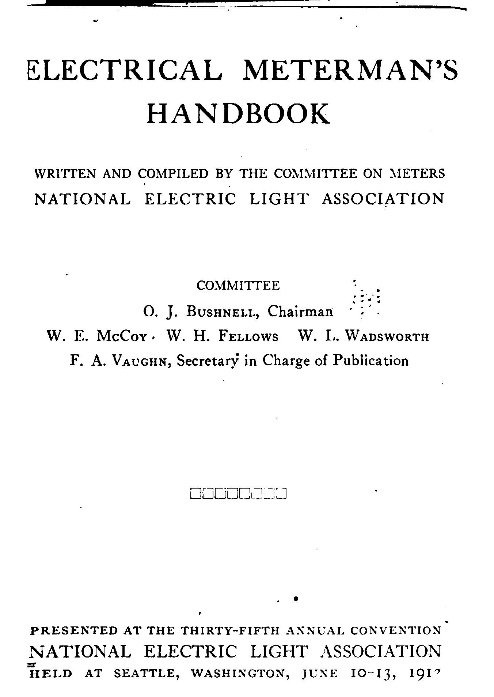 ELECTRICAL METERMAN'S
HANDBOOK
WRITTEN AND COMPILED BY THE COMMITTEE ON METERS
NATIONAL ELECTRIC LIGHT ASSOCIATION
COMMITTEE
O. J. BUSHNELL, Chairman
W. E. MCCOY W. H. FELLOWS W. L. WADSWORTH
F. A. VAUGHN, Secretary in Charge of Publication
PRESENTED AT THE THIRTY-FIFTH ANNUAL CONVENTION
NATIONAL ELECTRIC LIGHT ASSOCIATION
HELD AT SEATTLE, WASHINGTON, JUNE 10-13, 1912